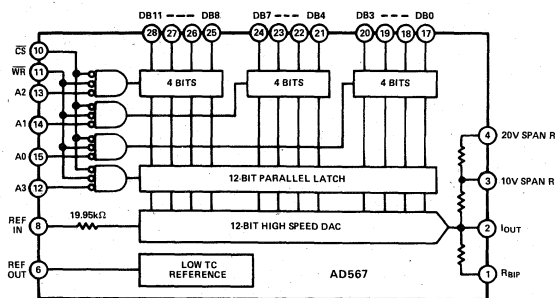 DB11 DB8 DB7 DB4 DB3 DB0
28 27 26 25 24 23 22 21 20 19 18 17
CS
10
WR
11
A2 13
4 BITS 4 BITS 4 BITS
A1 14
4 20V SPAN R
A0 15
3 10V SPAN R
12-BIT PARALLEL LATCH
A3 12
REF IN 8
19.95kΩ
12-BIT HIGH SPEED DAC
2 IOUT
REF OUT 6
LOW TC
REFERENCE
AD567
1 RBIP